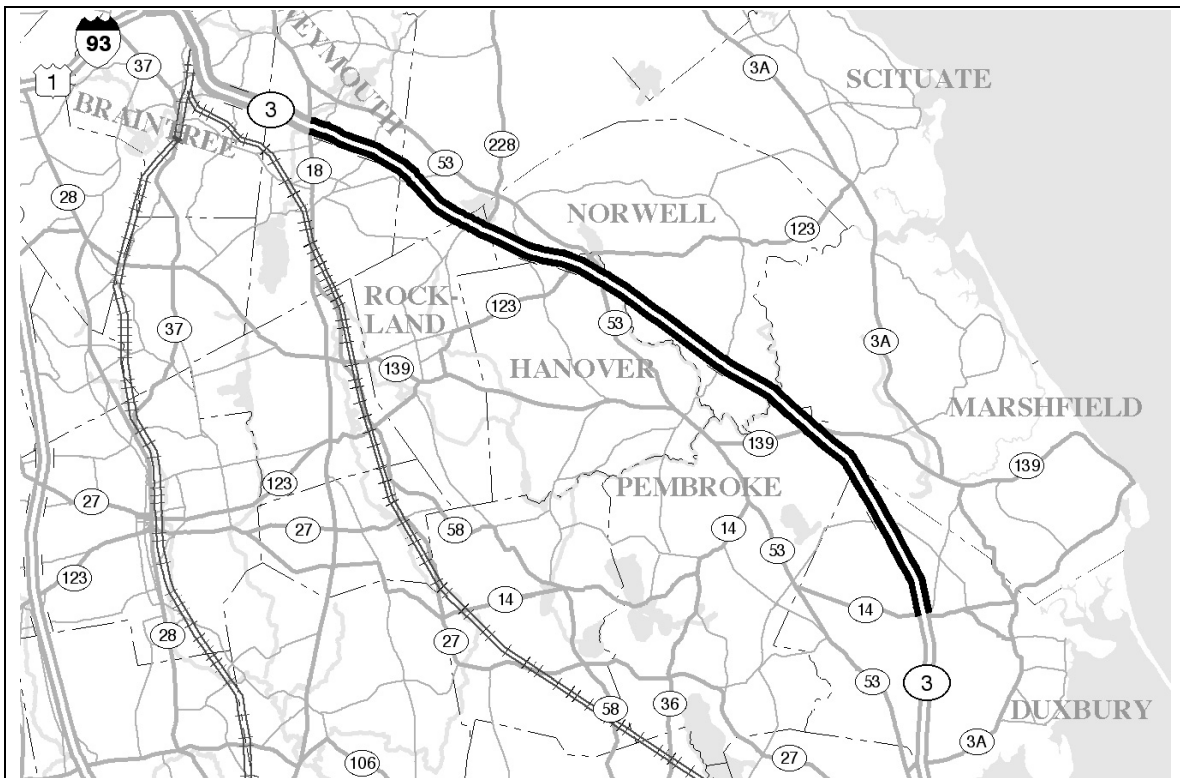 93
1
37
BRAINTREE
WEYMOUTH
3
3A
SCITUATE
18
53
228
28
NORWELL
123
37
ROCK-
LAND
123
53
3A
139
HANOVER
MARSHFIELD
139
139
PEMBROKE
123
27
27
58
14
53
123
14
14
28
27
53
3
58
36
DUXBURY
3A
27
106